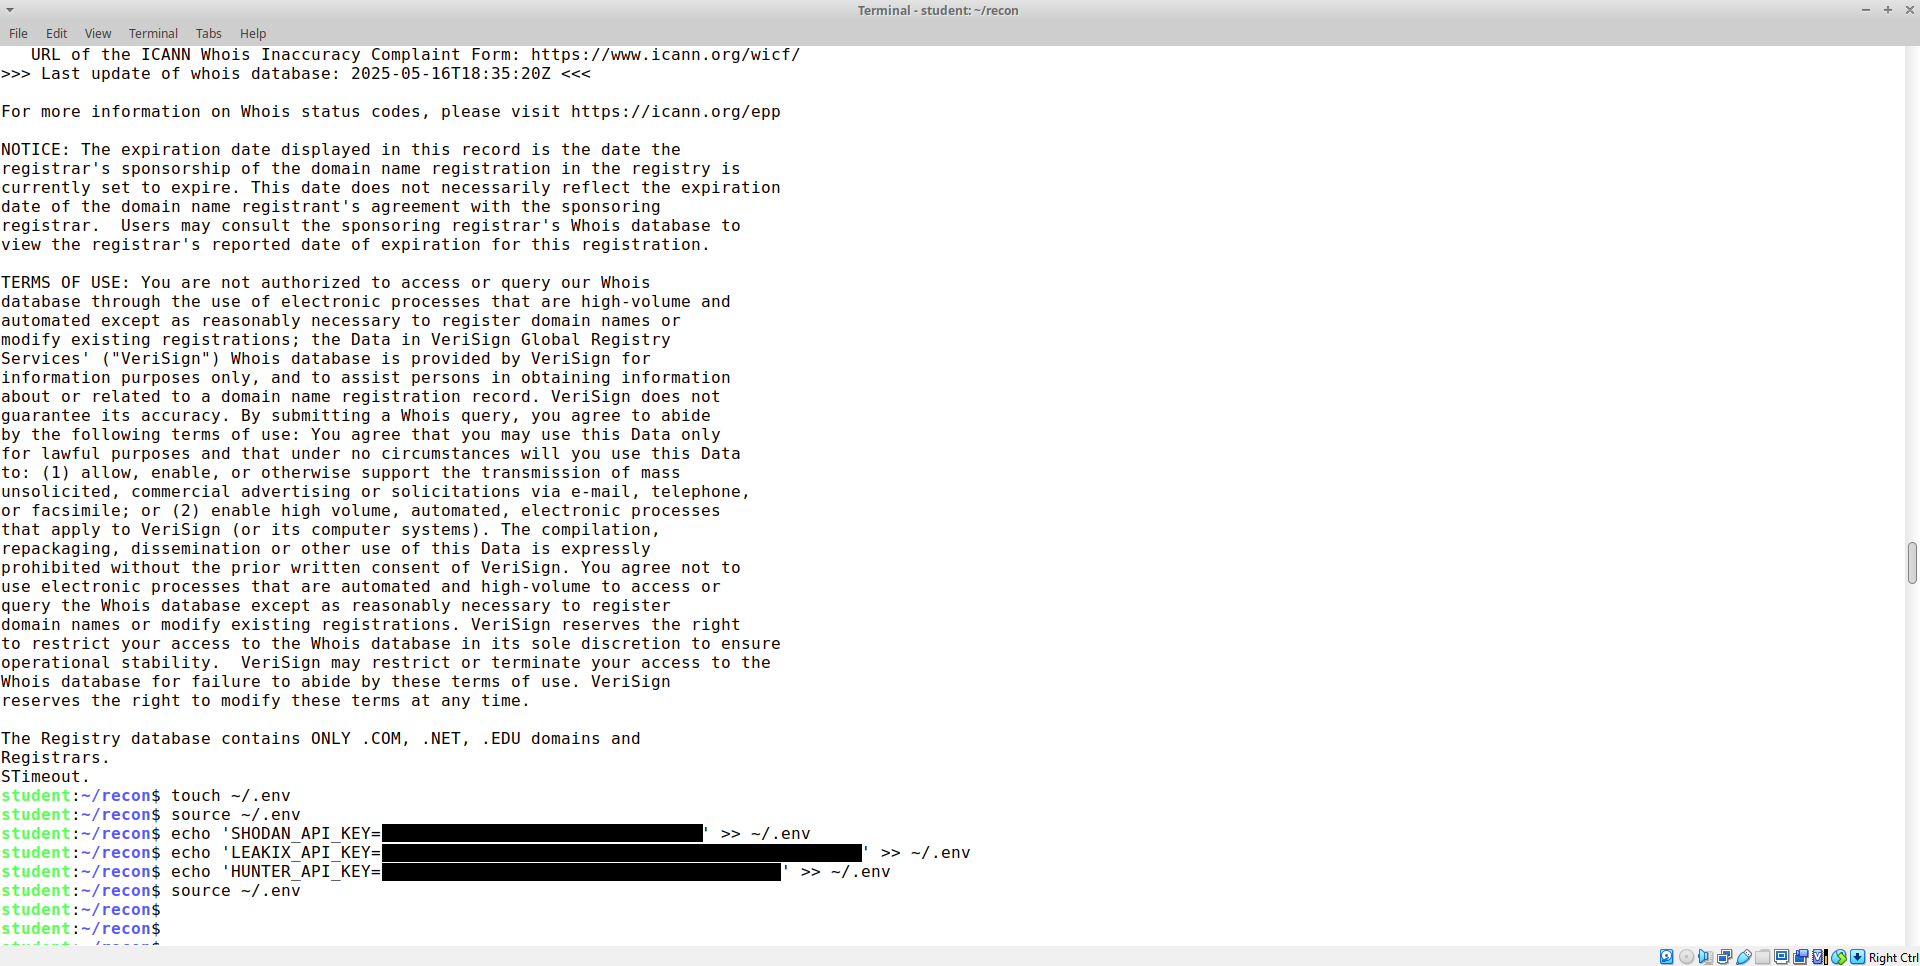 Terminal - student: ~/recon
File Edit View Terminal Tabs Help
   URL of the ICANN Whois Inaccuracy Complaint Form: https://www.icann.org/wicf/
>>> Last update of whois database: 2025-05-16T18:35:20Z <<<

For more information on Whois status codes, please visit https://icann.org/epp

NOTICE: The expiration date displayed in this record is the date the
registrar's sponsorship of the domain name registration in the registry is
currently set to expire. This date does not necessarily reflect the expiration
date of the domain name registrant's agreement with the sponsoring
registrar.  Users may consult the sponsoring registrar's Whois database to
view the registrar's reported date of expiration for this registration.

TERMS OF USE: You are not authorized to access or query our Whois
database through the use of electronic processes that are high-volume and
automated except as reasonably necessary to register domain names or
modify existing registrations; the Data in VeriSign Global Registry
Services' ("VeriSign") Whois database is provided by VeriSign for
information purposes only, and to assist persons in obtaining information
about or related to a domain name registration record. VeriSign does not
guarantee its accuracy. By submitting a Whois query, you agree to abide
by the following terms of use: You agree that you may use this Data only
for lawful purposes and that under no circumstances will you use this Data
to: (1) allow, enable, or otherwise support the transmission of mass
unsolicited, commercial advertising or solicitations via e-mail, telephone,
or facsimile; or (2) enable high volume, automated, electronic processes
that apply to VeriSign (or its computer systems). The compilation,
repackaging, dissemination or other use of this Data is expressly
prohibited without the prior written consent of VeriSign. You agree not to
use electronic processes that are automated and high-volume to access or
query the Whois database except as reasonably necessary to register
domain names or modify existing registrations. VeriSign reserves the right
to restrict your access to the Whois database in its sole discretion to ensure
operational stability.  VeriSign may restrict or terminate your access to the
Whois database for failure to abide by these terms of use. VeriSign
reserves the right to modify these terms at any time.

The Registry database contains ONLY .COM, .NET, .EDU domains and
Registrars.
STimeout.
student:~/recon$ touch ~/.env
student:~/recon$ source ~/.env
student:~/recon$ echo 'SHODAN_API_KEY=' >> ~/.env
student:~/recon$ echo 'LEAKIX_API_KEY=' >> ~/.env
student:~/recon$ echo 'HUNTER_API_KEY=' >> ~/.env
student:~/recon$ source ~/.env
student:~/recon$
student:~/recon$
Right Ctrl